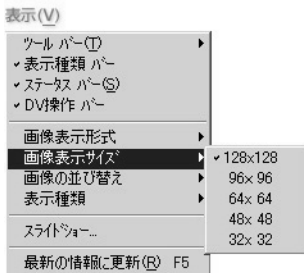 表示(V)
ツール バー(T)
表示種類 バー
ステータス バー(S)
DV操作 バー
画像表示形式
画像表示サイズ
画像の並び替え
表示種類
スライドショー...
最新の情報に更新(R) F5
128x128
96x 96
64x 64
48x 48
32x 32